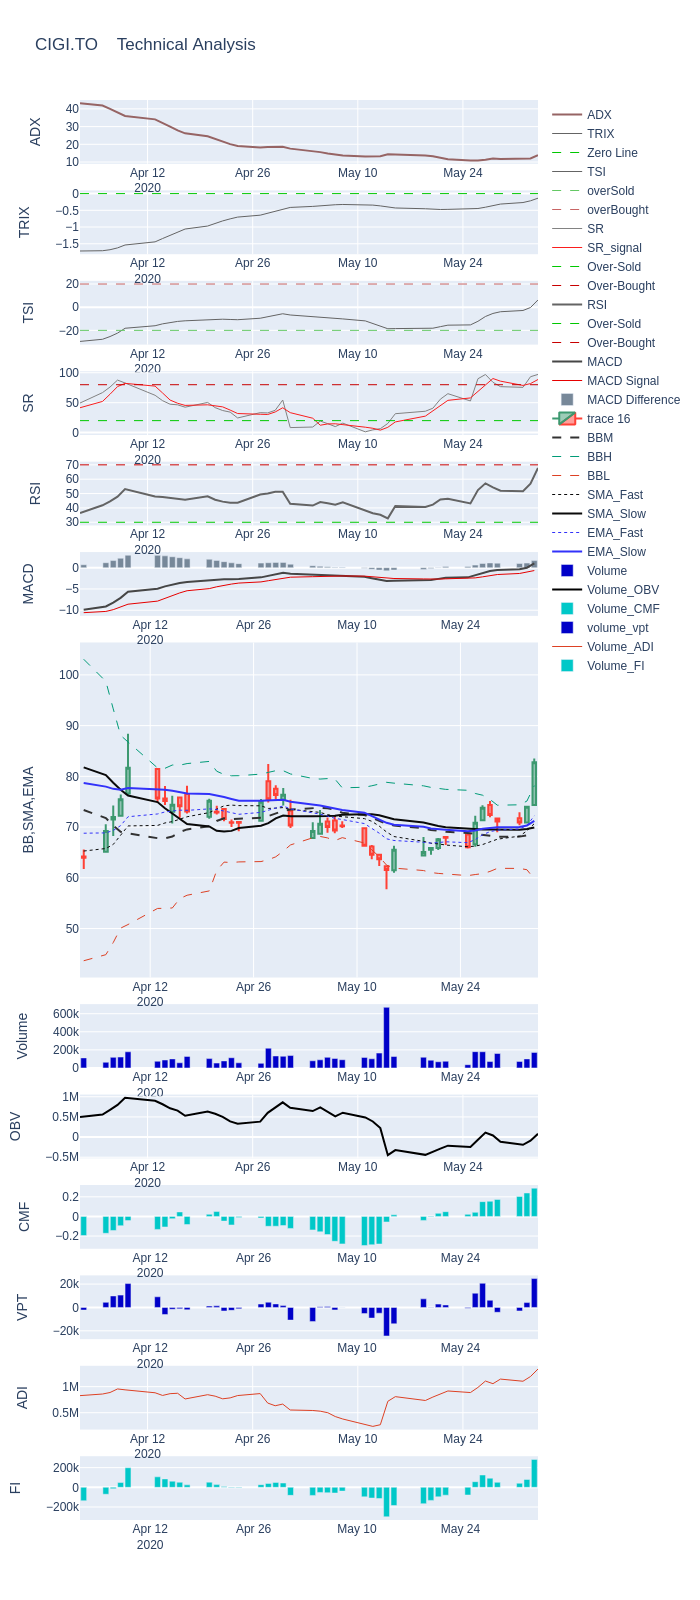 CIGI.TO    Technical Analysis
ADX
40
30
20
10
Apr 12
2020
Apr 26
May 10
May 24
TRIX
0
−0.5
−1
−1.5
Apr 12
2020
Apr 26
May 10
May 24
TSI
20
0
−20
Apr 12
2020
Apr 26
May 10
May 24
SR
100
50
0
Apr 12
2020
Apr 26
May 10
May 24
RSI
70
60
50
40
30
Apr 12
2020
Apr 26
May 10
May 24
MACD
0
−5
−10
Apr 12
2020
Apr 26
May 10
May 24
BB,SMA,EMA
100
90
80
70
60
50
Apr 12
2020
Apr 26
May 10
May 24
Volume
600k
400k
200k
0
Apr 12
2020
Apr 26
May 10
May 24
OBV
1M
0.5M
0
−0.5M
Apr 12
2020
Apr 26
May 10
May 24
CMF
0.2
0
−0.2
Apr 12
2020
Apr 26
May 10
May 24
VPT
20k
0
−20k
Apr 12
2020
Apr 26
May 10
May 24
ADI
1M
0.5M
Apr 12
2020
Apr 26
May 10
May 24
FI
200k
0
−200k
Apr 12
2020
Apr 26
May 10
May 24
ADX
TRIX
Zero Line
TSI
overSold
overBought
SR
SR_signal
Over-Sold
Over-Bought
RSI
Over-Sold
Over-Bought
MACD
MACD Signal
MACD Difference
trace 16
BBM
BBH
BBL
SMA_Fast
SMA_Slow
EMA_Fast
EMA_Slow
Volume
Volume_OBV
Volume_CMF
volume_vpt
Volume_ADI
Volume_FI